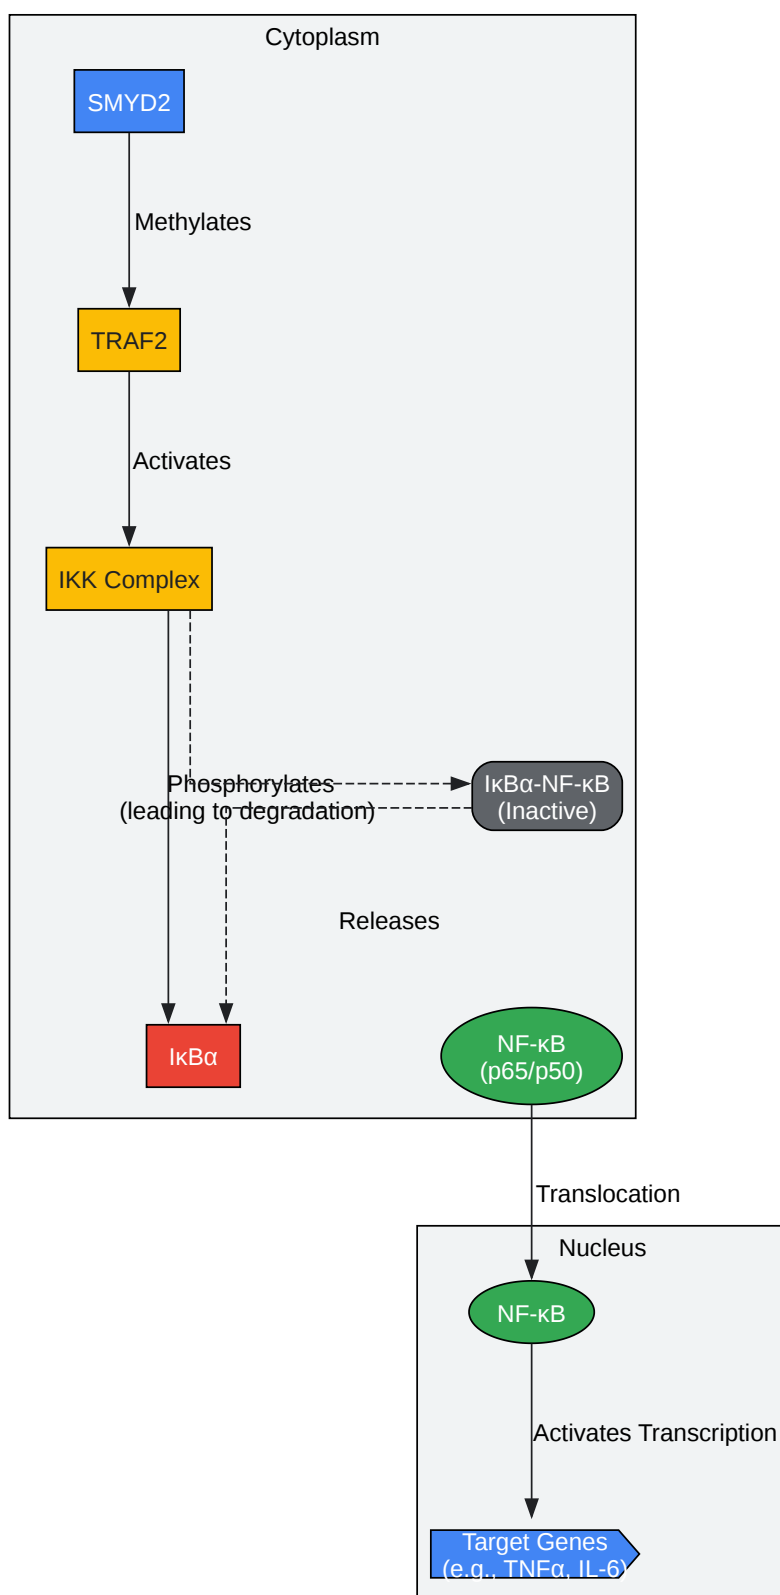 Cytoplasm
SMYD2
Methylates
TRAF2
Activates
IKK Complex
Phosphorylates
(leading to degradation)
IκBα-NF-κB
(Inactive)
Releases
IκBα
NF-κB
(p65/p50)
Translocation
Nucleus
NF-κB
Activates Transcription
Target Genes
(e.g., TNFα, IL-6)